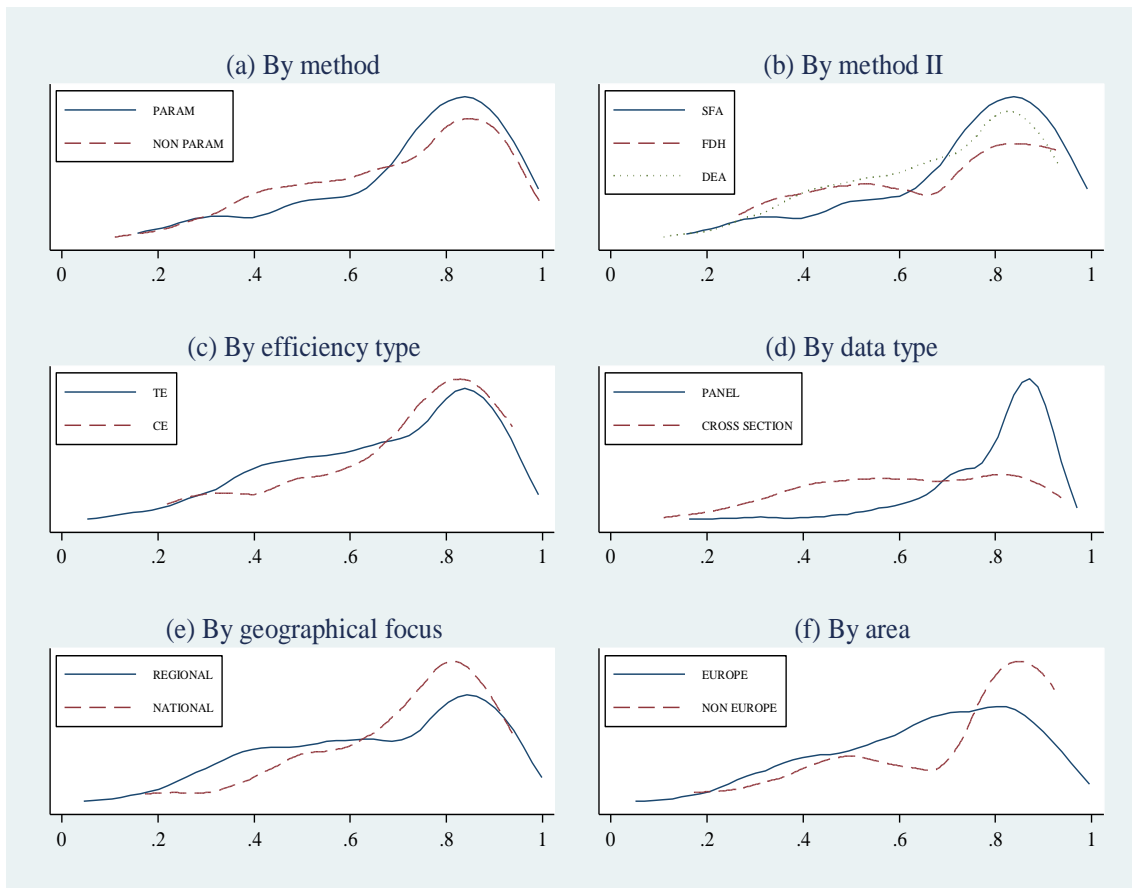 (a) By method
PARAM
NON PARAM
0 .2 .4 .6 .8 1
(b) By method II
SFA
FDH
DEA
0 .2 .4 .6 .8 1
(c) By efficiency type
TE
CE
0 .2 .4 .6 .8 1
(d) By data type
PANEL
CROSS SECTION
0 .2 .4 .6 .8 1
(e) By geographical focus
REGIONAL
NATIONAL
0 .2 .4 .6 .8 1
(f) By area
EUROPE
NON EUROPE
0 .2 .4 .6 .8 1